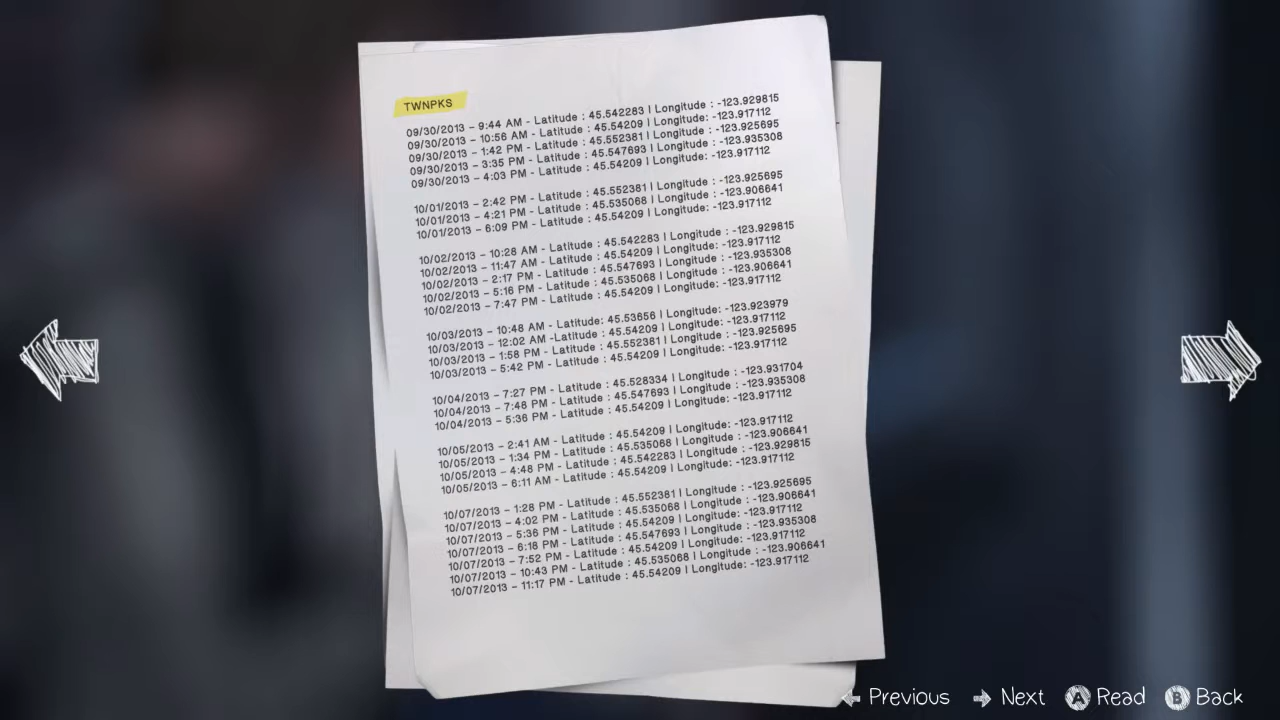 TWNPKS
09/30/2013 – 9:44 AM - Latitude : 45.542283 | Longitude : -123.929815
09/30/2013 – 10:56 AM - Latitude : 45.54209 | Longitude: -123.917112
09/30/2013 – 1:42 PM - Latitude : 45.552381 | Longitude : -123.925695
09/30/2013 – 3:35 PM - Latitude : 45.547693 | Longitude : -123.935308
09/30/2013 – 4:03 PM - Latitude : 45.54209 | Longitude: -123.917112
10/01/2013 – 2:42 PM - Latitude : 45.552381 | Longitude : -123.925695
10/01/2013 – 4:21 PM - Latitude : 45.535068 | Longitude : -123.906641
10/01/2013 – 6:09 PM - Latitude : 45.54209 | Longitude: -123.917112
10/02/2013 – 10:28 AM - Latitude : 45.542283 | Longitude : -123.929815
10/02/2013 – 11:47 AM - Latitude : 45.54209 | Longitude: -123.917112
10/02/2013 – 2:17 PM - Latitude : 45.547693 | Longitude : -123.935308
10/02/2013 – 5:16 PM - Latitude : 45.535068 | Longitude : -123.906641
10/02/2013 – 7:47 PM - Latitude : 45.54209 | Longitude: -123.917112
10/03/2013 – 10:48 AM - Latitude: 45.53656 | Longitude: -123.923979
10/03/2013 – 12:02 AM -Latitude : 45.54209 | Longitude: -123.917112
10/03/2013 – 1:58 PM - Latitude : 45.552381 | Longitude : -123.925695
10/03/2013 – 5:42 PM - Latitude : 45.54209 | Longitude: -123.917112
10/04/2013 – 7:27 PM - Latitude : 45.528334 | Longitude : -123.931704
10/04/2013 – 7:48 PM - Latitude : 45.547693 | Longitude : -123.935308
10/04/2013 – 5:36 PM - Latitude : 45.54209 | Longitude: -123.917112
10/05/2013 – 2:41 AM - Latitude : 45.54209 | Longitude: -123.917112
10/05/2013 – 1:34 PM - Latitude : 45.535068 | Longitude : -123.906641
10/05/2013 – 4:48 PM - Latitude : 45.542283 | Longitude : -123.929815
10/05/2013 – 6:11 AM - Latitude : 45.54209 | Longitude: -123.917112
10/07/2013 – 1:28 PM - Latitude : 45.552381 | Longitude : -123.925695
10/07/2013 – 4:02 PM - Latitude : 45.535068 | Longitude : -123.906641
10/07/2013 – 5:36 PM - Latitude : 45.54209 | Longitude: -123.917112
10/07/2013 – 6:18 PM - Latitude : 45.547693 | Longitude : -123.935308
10/07/2013 – 7:52 PM - Latitude : 45.54209 | Longitude: -123.917112
10/07/2013 – 10:43 PM - Latitude : 45.535068 | Longitude : -123.906641
10/07/2013 – 11:17 PM - Latitude : 45.54209 | Longitude: -123.917112
Previous Next A Read B Back